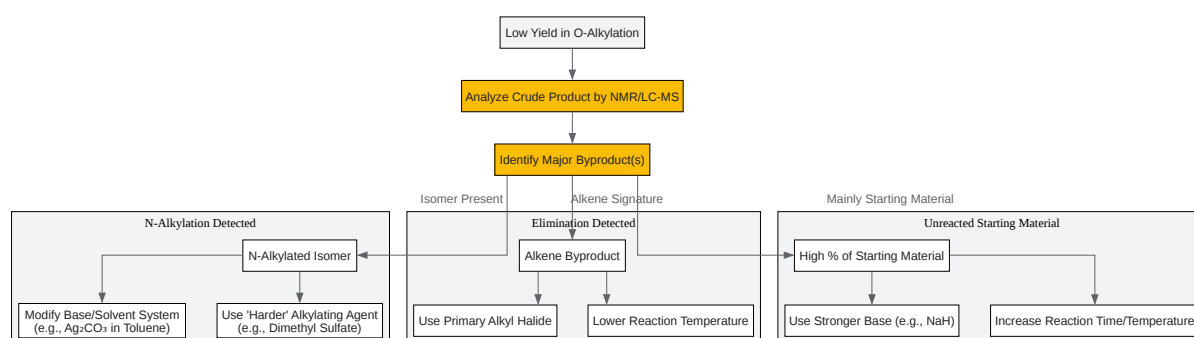 Low Yield in O-Alkylation
Analyze Crude Product by NMR/LC-MS
Identify Major Byproduct(s)
Isomer Present
Alkene Signature
Mainly Starting Material
N-Alkylation Detected
Elimination Detected
Unreacted Starting Material
N-Alkylated Isomer
Alkene Byproduct
High % of Starting Material
Modify Base/Solvent System
(e.g., Ag₂CO₃ in Toluene)
Use 'Harder' Alkylating Agent
(e.g., Dimethyl Sulfate)
Use Primary Alkyl Halide
Lower Reaction Temperature
Use Stronger Base (e.g., NaH)
Increase Reaction Time/Temperature